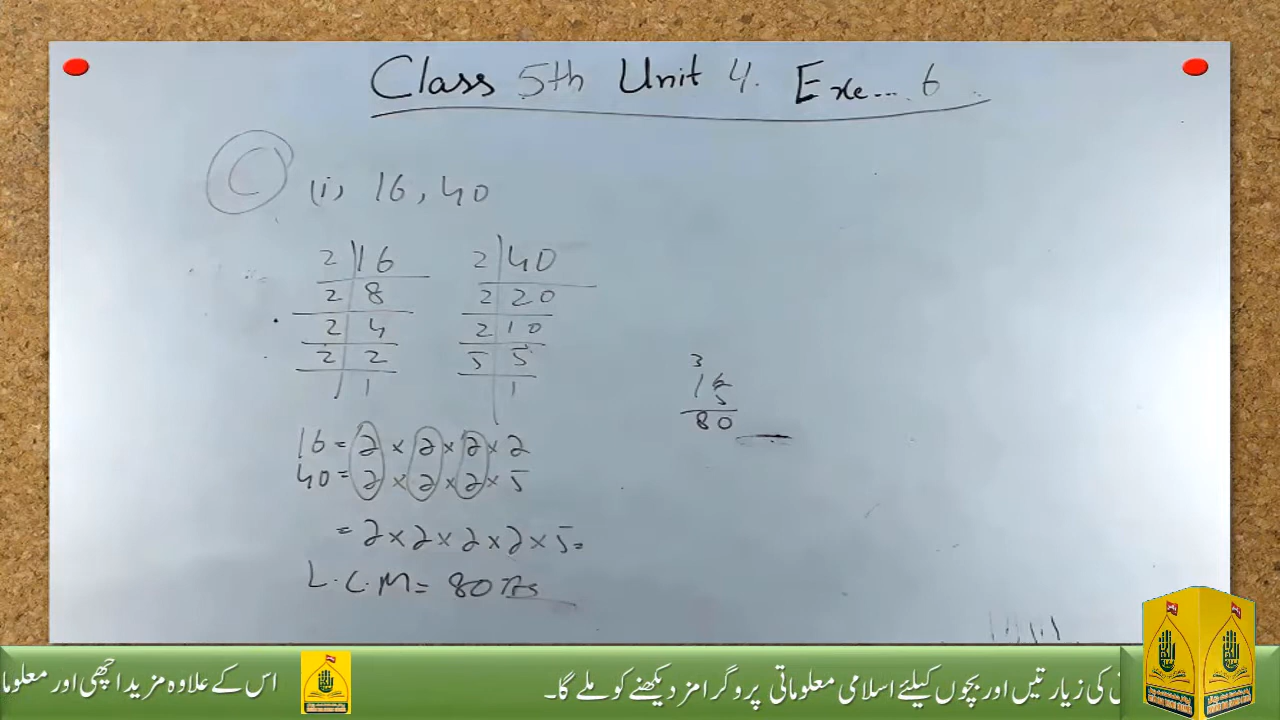 Class 5th Unit 4. Exe... 6
C
(i) 16, 40
2 | 16
2 | 8
2 | 4
2 | 2
| 1
2 | 40
2 | 20
2 | 10
5 | 5
| 1
16 = 2 × 2 × 2 × 2
40 = 2 × 2 × 2 × 5
= 2 × 2 × 2 × 2 × 5 =
L.C.M = 80
3
16
5
80
اس کے علاوہ مزید اچھی اور
کی زیارتیں اور بچوں کیلئے اسلامی معلوماتی پروگرامز دیکھنے کو ملے گا۔